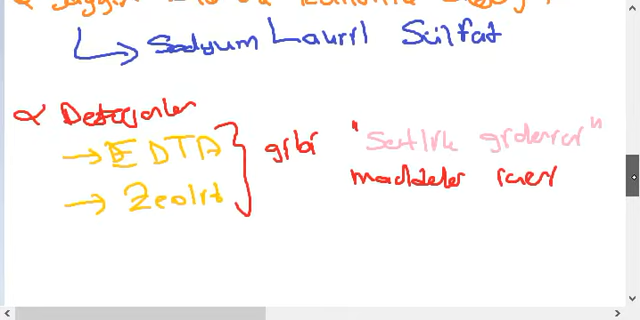 Sodyum Lauril Sülfat
Deterjanlar
→ EDTA
→ Zeolit
gibi "Sertlik giderici"
maddeler içerir